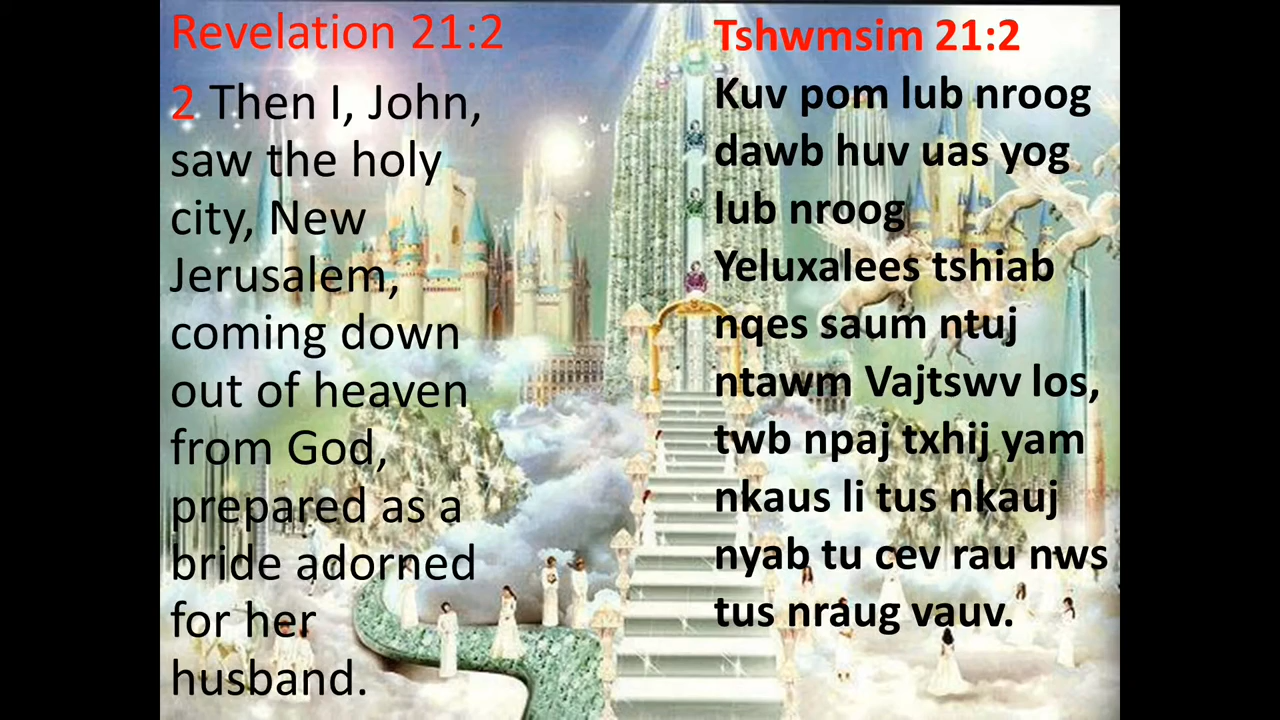 Revelation 21:2
2 Then I, John,
saw the holy
city, New
Jerusalem,
coming down
out of heaven
from God,
prepared as a
bride adorned
for her
husband.
Tshwmsim 21:2
Kuv pom lub nroog
dawb huv uas yog
lub nroog
Yeluxalees tshiab
nqes saum ntuj
ntawm Vajtswv los,
twb npaj txhij yam
nkaus li tus nkauj
nyab tu cev rau nws
tus nraug vauv.